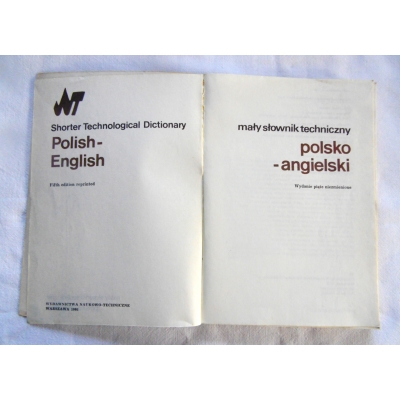 WNT
Shorter Technological Dictionary
Polish-
English
Fifth edition reprinted
WYDAWNICTWA NAUKOWO-TECHNICZNE
WARSZAWA
mały słownik techniczny
polsko
-angielski
Wydanie piąte niezmienione